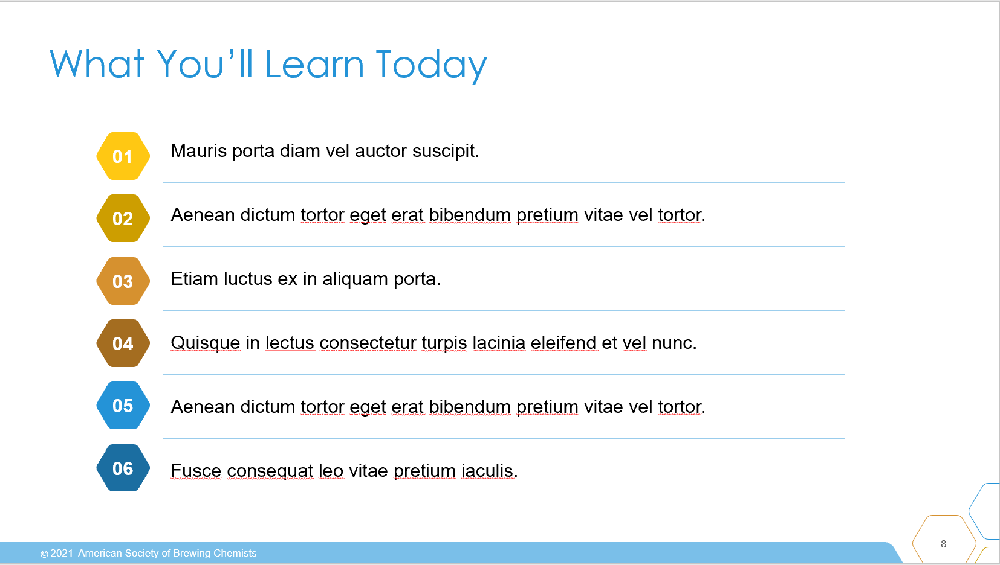 What You’ll Learn Today
01 Mauris porta diam vel auctor suscipit.
02 Aenean dictum tortor eget erat bibendum pretium vitae vel tortor.
03 Etiam luctus ex in aliquam porta.
04 Quisque in lectus consectetur turpis lacinia eleifend et vel nunc.
05 Aenean dictum tortor eget erat bibendum pretium vitae vel tortor.
06 Fusce consequat leo vitae pretium iaculis.
© 2021 American Society of Brewing Chemists
8